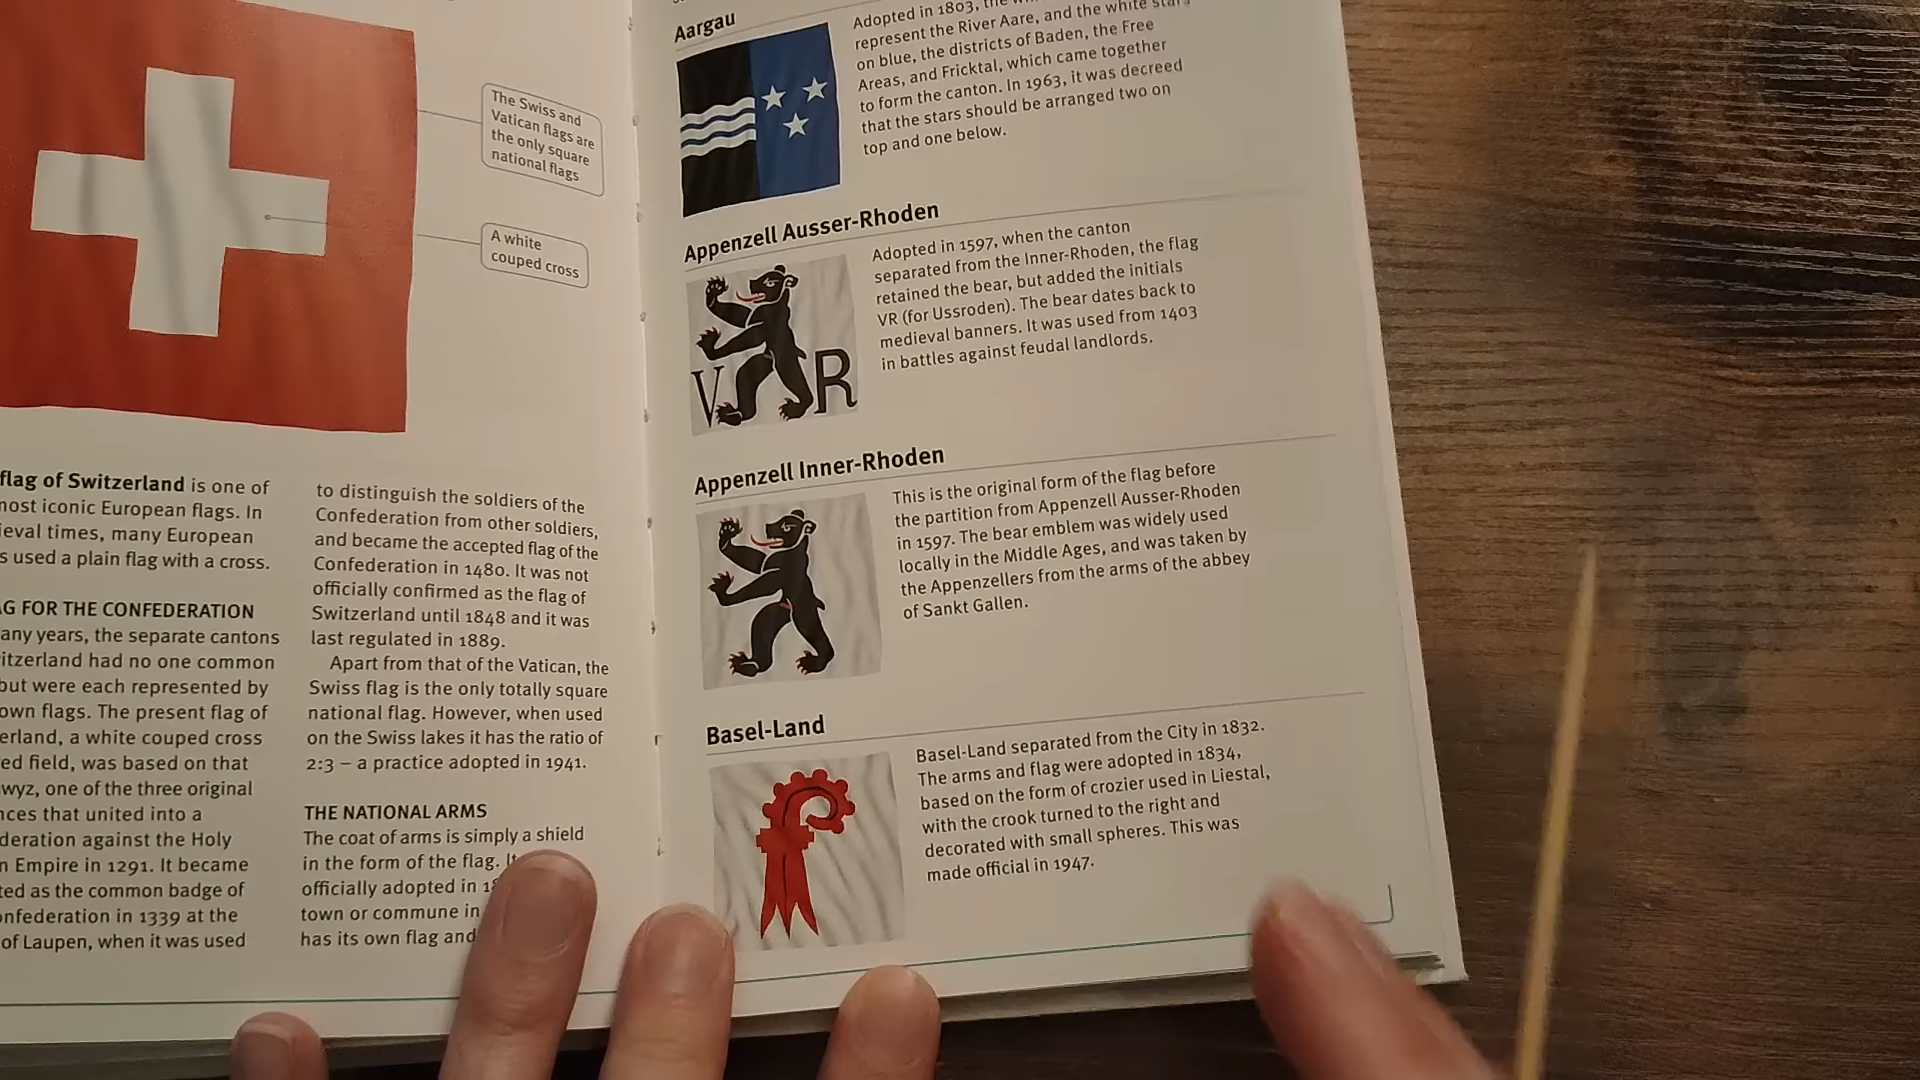 The Swiss and
Vatican flags are
the only square
national flags
A white
couped cross
flag of Switzerland is one of
most iconic European flags. In
ieval times, many European
s used a plain flag with a cross.
AG FOR THE CONFEDERATION
any years, the separate cantons
itzerland had no one common
but were each represented by
own flags. The present flag of
erland, a white couped cross
ed field, was based on that
wyz, one of the three original
nces that united into a
deration against the Holy
n Empire in 1291. It became
ted as the common badge of
onfederation in 1339 at the
of Laupen, when it was used
to distinguish the soldiers of the
Confederation from other soldiers,
and became the accepted flag of the
Confederation in 1480. It was not
officially confirmed as the flag of
Switzerland until 1848 and it was
last regulated in 1889.
Apart from that of the Vatican, the
Swiss flag is the only totally square
national flag. However, when used
on the Swiss lakes it has the ratio of
2:3 – a practice adopted in 1941.
THE NATIONAL ARMS
The coat of arms is simply a shield
in the form of the flag. It
officially adopted in
town or commune in
has its own flag and
Aargau
Adopted in 1803, the
represent the River Aare, and the white stars
on blue, the districts of Baden, the Free
Areas, and Fricktal, which came together
to form the canton. In 1963, it was decreed
that the stars should be arranged two on
top and one below.
Appenzell Ausser-Rhoden
Adopted in 1597, when the canton
separated from the Inner-Rhoden, the flag
retained the bear, but added the initials
VR (for Ussroden). The bear dates back to
medieval banners. It was used from 1403
in battles against feudal landlords.
V R
Appenzell Inner-Rhoden
This is the original form of the flag before
the partition from Appenzell Ausser-Rhoden
in 1597. The bear emblem was widely used
locally in the Middle Ages, and was taken by
the Appenzellers from the arms of the abbey
of Sankt Gallen.
Basel-Land
Basel-Land separated from the City in 1832.
The arms and flag were adopted in 1834,
based on the form of crozier used in Liestal,
with the crook turned to the right and
decorated with small spheres. This was
made official in 1947.